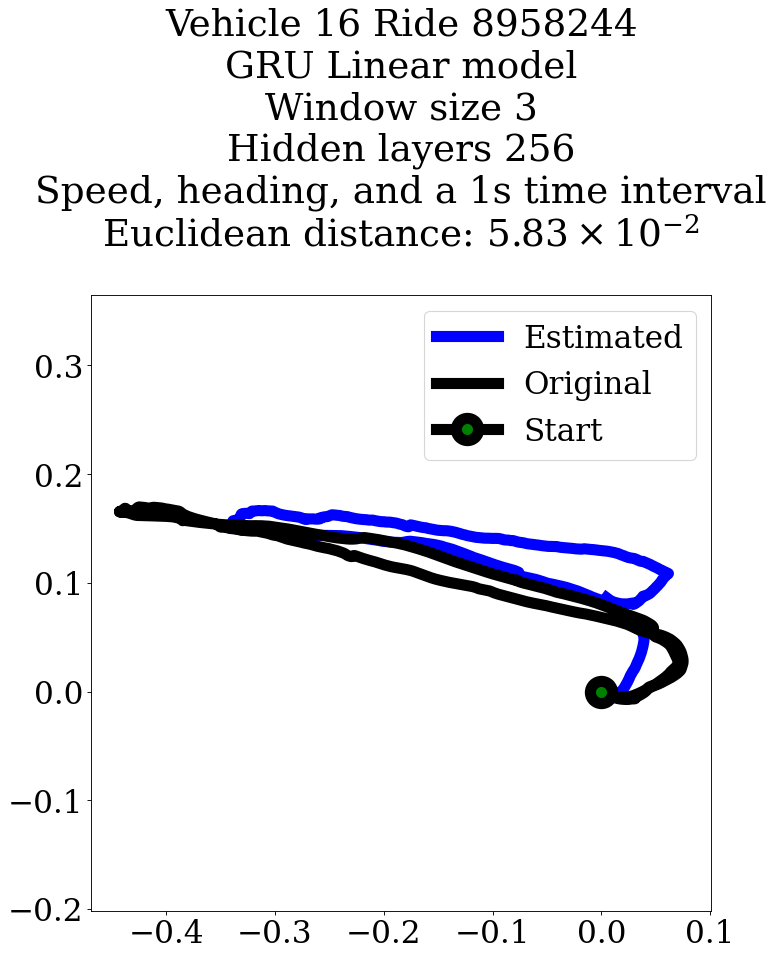 Vehicle 16 Ride 8958244
GRU Linear model
Window size 3
Hidden layers 256
Speed, heading, and a 1s time interval
Euclidean distance: 5.83 × 10⁻²
Estimated
Original
Start
0.3
0.2
0.1
0.0
−0.1
−0.2
−0.4 −0.3 −0.2 −0.1 0.0 0.1